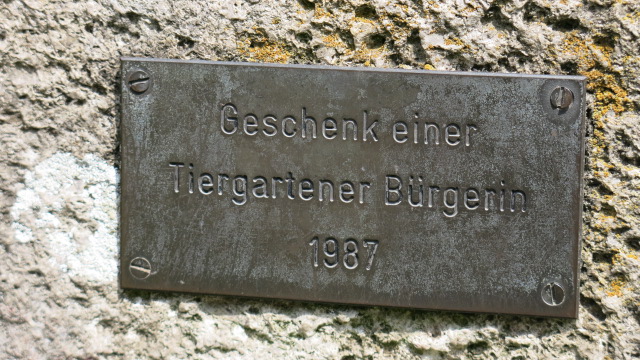 Geschenk einer
Tiergartener Bürgerin
1987